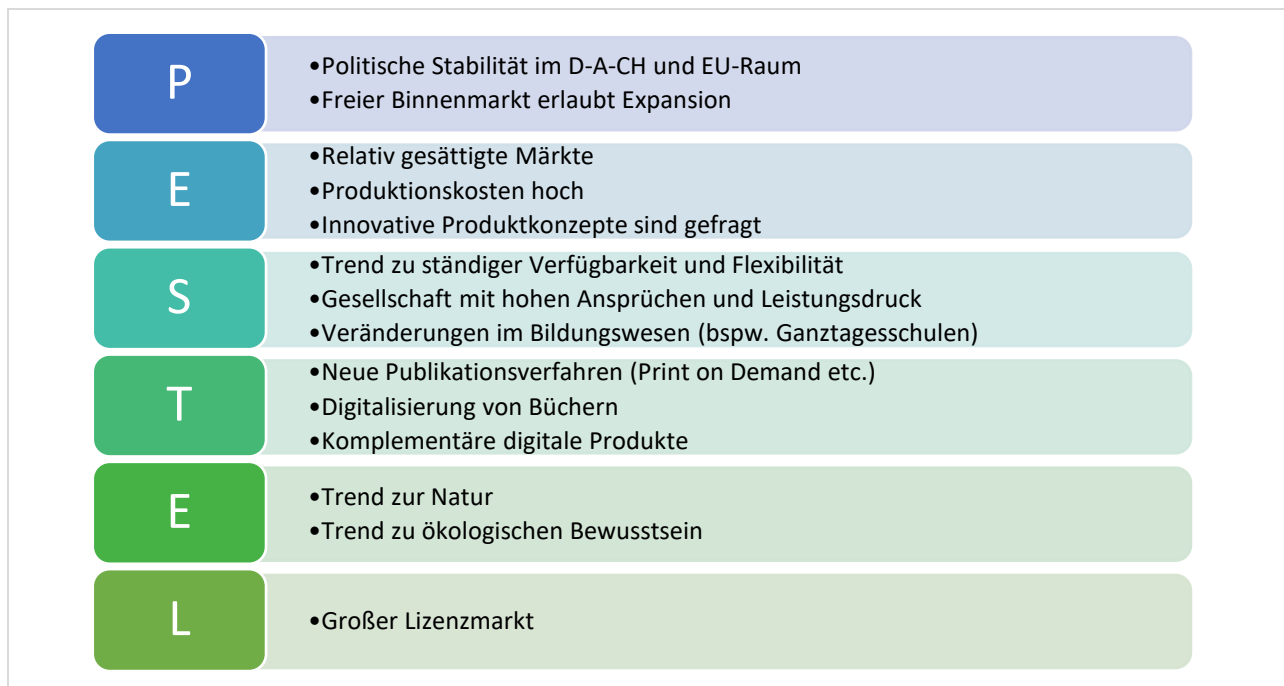 P
•Politische Stabilität im D-A-CH und EU-Raum
•Freier Binnenmarkt erlaubt Expansion
E
•Relativ gesättigte Märkte
•Produktionskosten hoch
•Innovative Produktkonzepte sind gefragt
S
•Trend zu ständiger Verfügbarkeit und Flexibilität
•Gesellschaft mit hohen Ansprüchen und Leistungsdruck
•Veränderungen im Bildungswesen (bspw. Ganztagesschulen)
T
•Neue Publikationsverfahren (Print on Demand etc.)
•Digitalisierung von Büchern
•Komplementäre digitale Produkte
E
•Trend zur Natur
•Trend zu ökologischen Bewusstsein
L
•Großer Lizenzmarkt